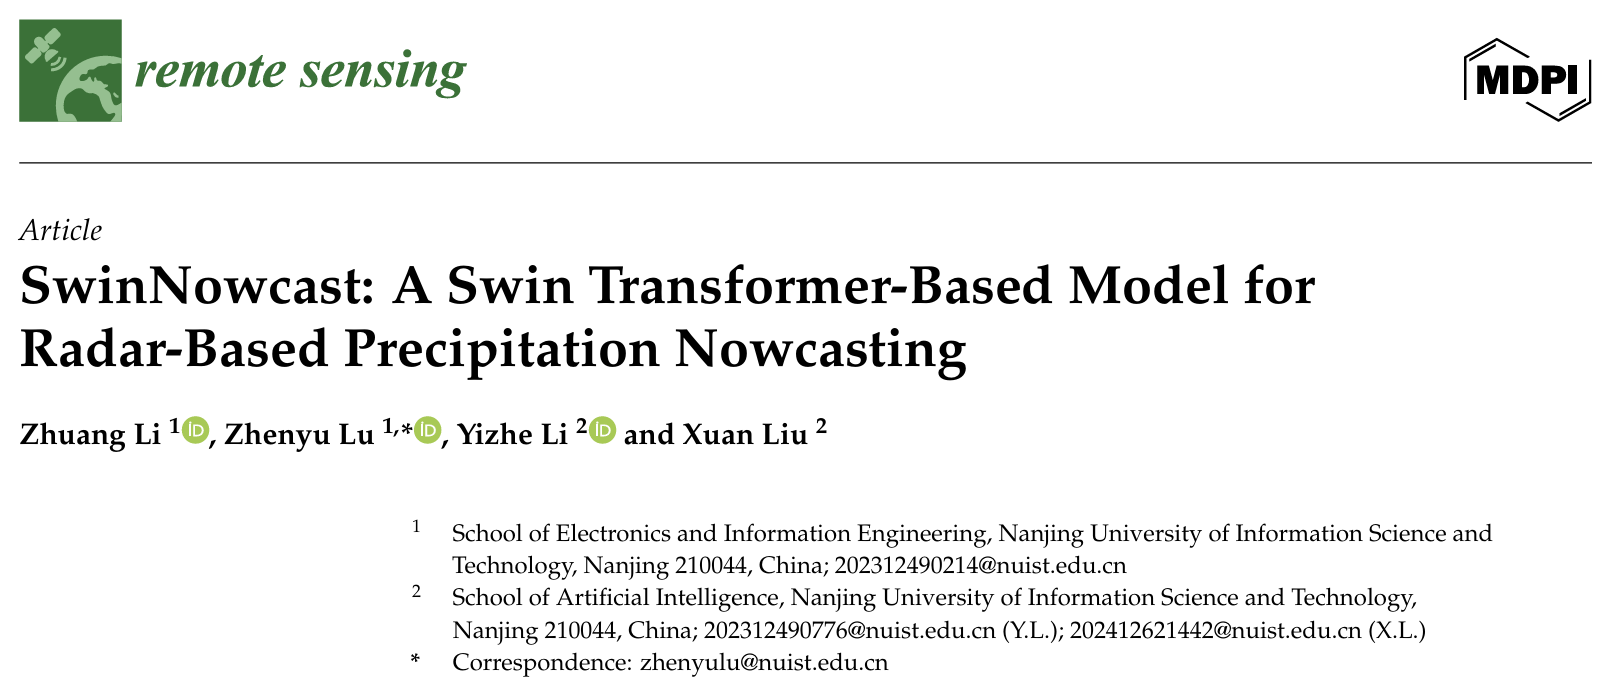 remote sensing
MDPI
Article
SwinNowcast: A Swin Transformer-Based Model for
Radar-Based Precipitation Nowcasting
Zhuang Li 1 iD, Zhenyu Lu 1,* iD, Yizhe Li 2 iD and Xuan Liu 2
1 School of Electronics and Information Engineering, Nanjing University of Information Science and
Technology, Nanjing 210044, China; 202312490214@nuist.edu.cn
2 School of Artificial Intelligence, Nanjing University of Information Science and Technology,
Nanjing 210044, China; 202312490776@nuist.edu.cn (Y.L.); 202412621442@nuist.edu.cn (X.L.)
* Correspondence: zhenyulu@nuist.edu.cn